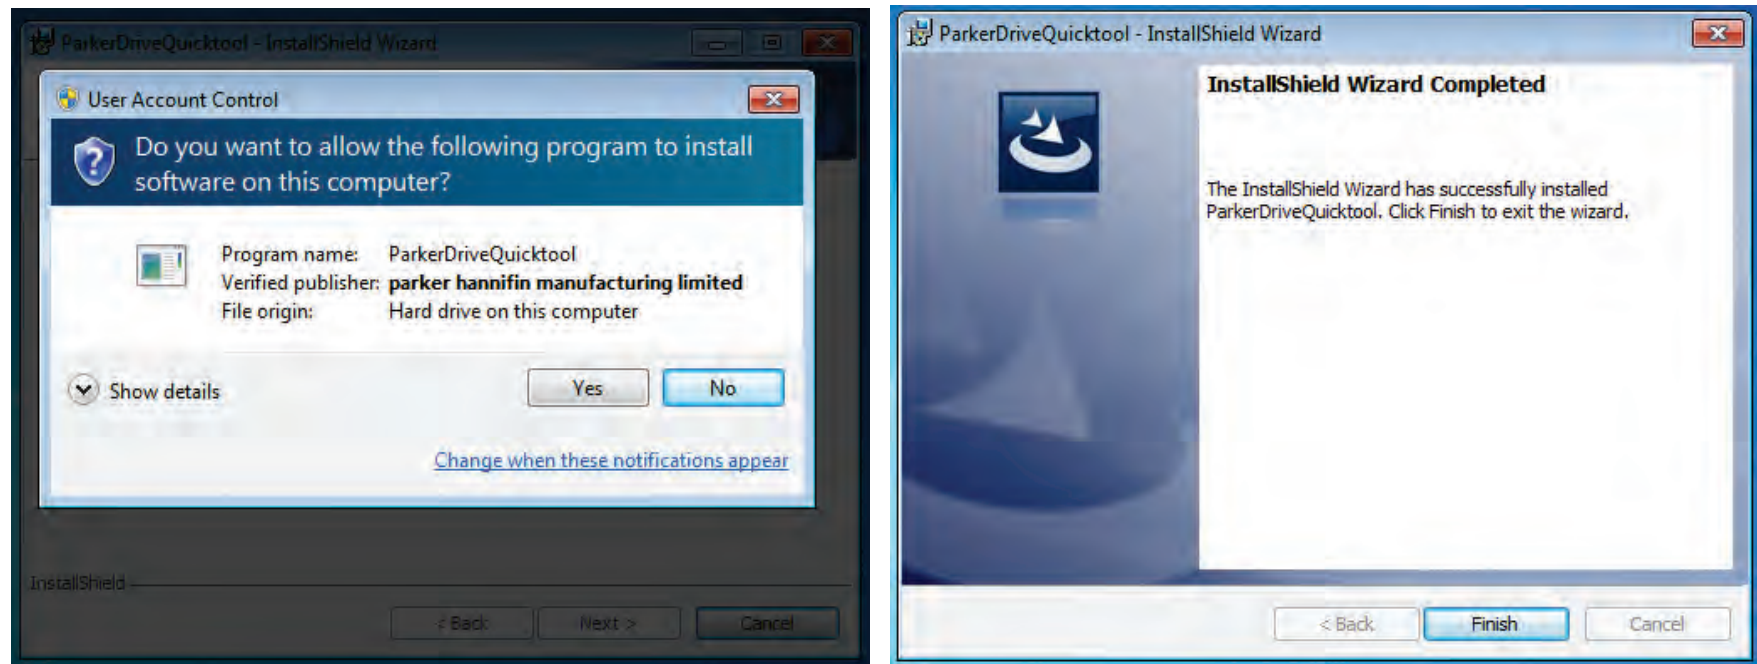 ParkerDriveQuicktool - InstallShield Wizard
User Account Control
Do you want to allow the following program to install
software on this computer?
Program name: ParkerDriveQuicktool
Verified publisher: parker hannifin manufacturing limited
File origin: Hard drive on this computer
Show details
Yes
No
Change when these notifications appear
InstallShield
< Back
Next >
Cancel
ParkerDriveQuicktool - InstallShield Wizard
InstallShield Wizard Completed
The InstallShield Wizard has successfully installed
ParkerDriveQuicktool. Click Finish to exit the wizard.
< Back
Finish
Cancel